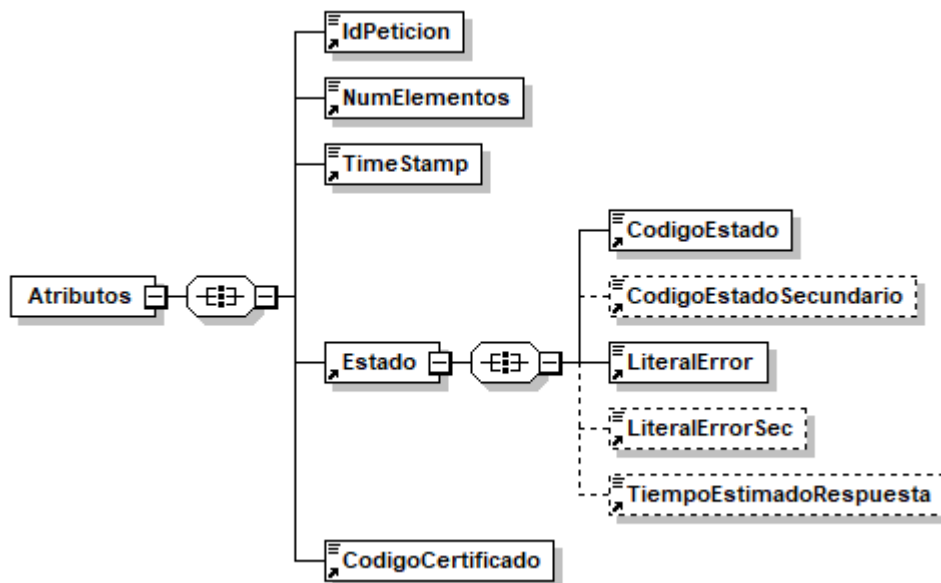 IdPeticion
NumElementos
TimeStamp
CodigoEstado
CodigoEstadoSecundario
Atributos
Estado
LiteralError
LiteralErrorSec
TiempoEstimadoRespuesta
CodigoCertificado